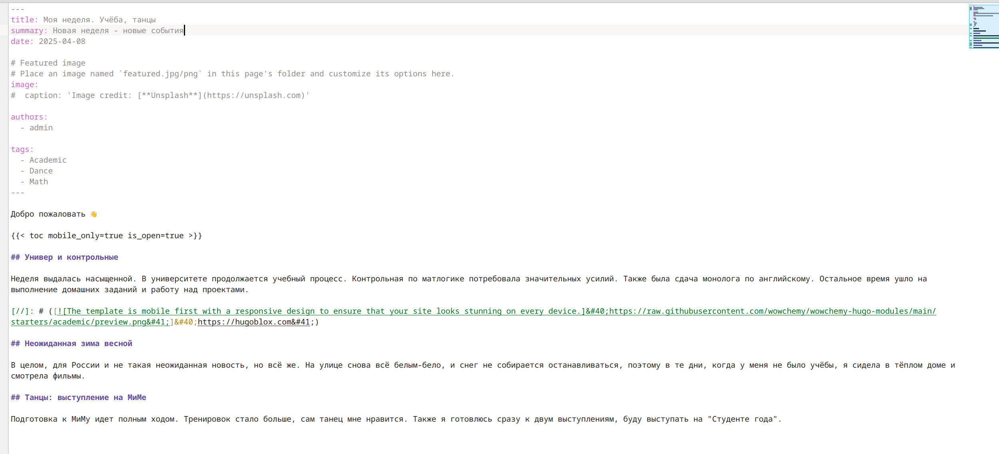 ---
title: Моя неделя. Учёба, танцы
summary: Новая неделя - новые события
date: 2025-04-08

# Featured image
# Place an image named `featured.jpg/png` in this page's folder and customize its options here.
image:
#  caption: 'Image credit: [**Unsplash**](https://unsplash.com)'

authors:
  - admin

tags:
  - Academic
  - Dance
  - Math
---

Добро пожаловать 👋

{{< toc mobile_only=true is_open=true >}}

## Универ и контрольные

Неделя выдалась насыщенной. В университете продолжается учебный процесс. Контрольная по матлогике потребовала значительных усилий. Также была сдача монолога по английскому. Остальное время ушло на
выполнение домашних заданий и работу над проектами.

[//]: # ([![The template is mobile first with a responsive design to ensure that your site looks stunning on every device.]&#40;https://raw.githubusercontent.com/wowchemy/wowchemy-hugo-modules/main/
starters/academic/preview.png&#41;]&#40;https://hugoblox.com&#41;)

## Неожиданная зима весной

В целом, для России и не такая неожиданная новость, но всё же. На улице снова всё белым-бело, и снег не собирается останавливаться, поэтому в те дни, когда у меня не было учёбы, я сидела в тёплом доме и
смотрела фильмы.

## Танцы: выступление на МиМе

Подготовка к МиМу идет полным ходом. Тренировок стало больше, сам танец мне нравится. Также я готовлюсь сразу к двум выступлениям, буду выступать на "Студенте года".